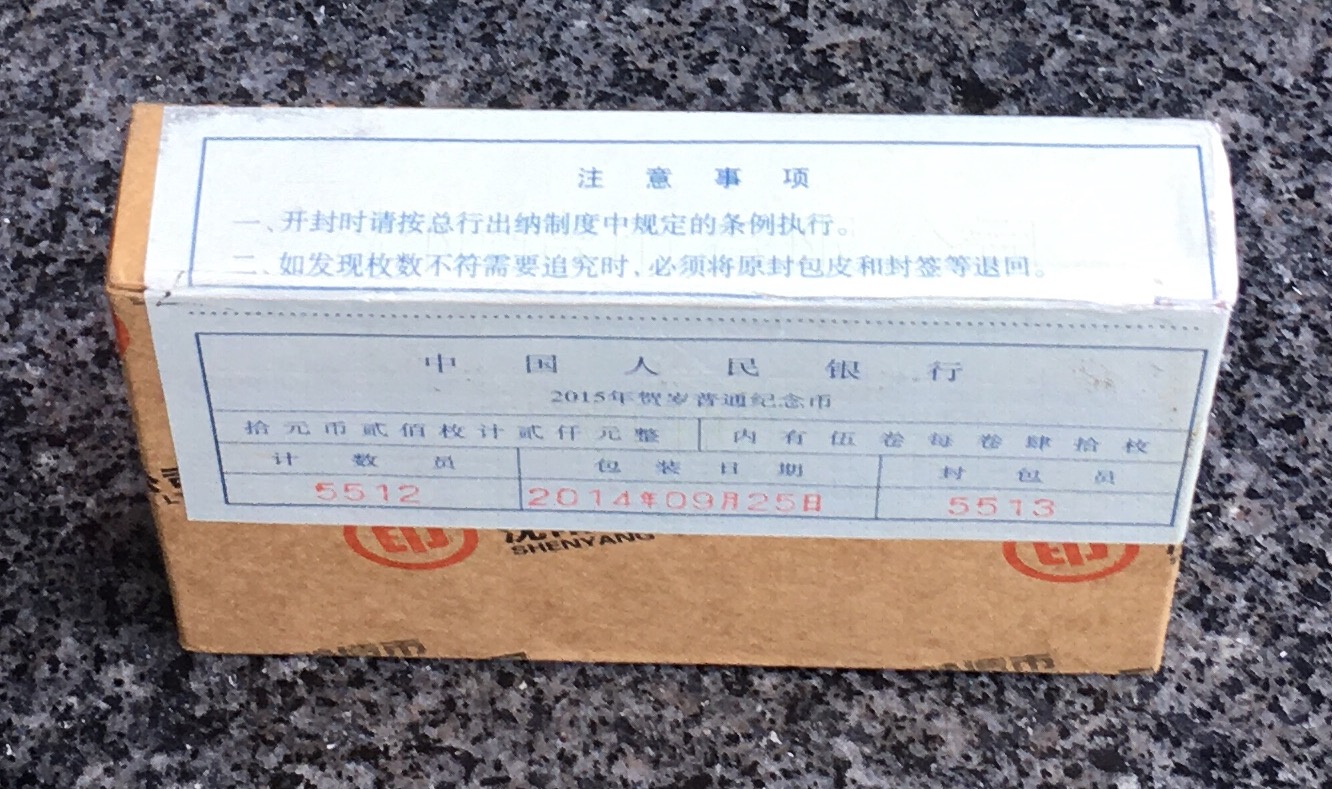 注意事项
一、开封时请按总行出纳制度中规定的条例执行。
二、如发现枚数不符需要追究时、必须将原封包皮和封签等退回。
中国人民银行
2015年贺岁普通纪念币
拾元币贰佰枚计贰仟元整 内有伍卷每卷肆拾枚
计数员 包装日期 封包员
5512 2014年09月25日 5513
SHENYANG